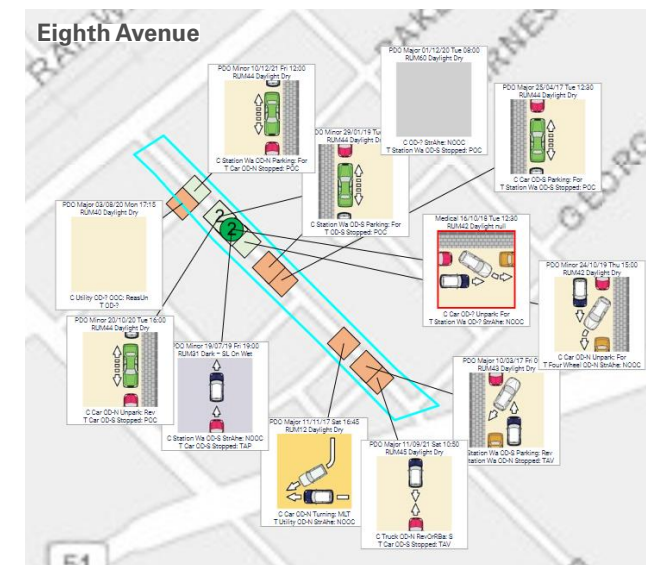 Eighth Avenue
PDO Major 01/12/20 Tue 08:00
RUM60 Daylight Dry
C OD-? StrAhe: NOOC
T Station Wa OD-S Stopped: POC
PDO Minor 10/12/21 Fri 12:00
RUM44 Daylight Dry
C Station Wa OD-N Parking: For
T Car OD-N Stopped: POC
PDO Major 25/04/17 Tue 12:30
RUM44 Daylight Dry
C Car OD-S Parking: For
T Station Wa OD-S Stopped: POC
DO Minor 29/01/19 Tu
RUM44 Daylight D
C Station Wa OD-S Parking: For
T OD-S Stopped: POC
GEORG
PDO Major 03/08/20 Mon 17:15
RUM40 Daylight Dry
C Utility OD-? OOC: ReasUn
T OD-?
2
2
Medical 16/10/18 Tue 12:30
RUM42 Daylight null
C Car OD-? Unpark: For
T Station Wa OD-? StrAhe: NOOC
PDO Minor 24/10/19 Thu 15:00
RUM42 Daylight Dry
C Car OD-N Unpark: For
T Four Wheel OD-N StrAhe: NOOC
PDO Minor 20/10/20 Tue 16:00
RUM44 Daylight Dry
C Car OD-N Unpark: Rev
T Car OD-S Stopped: POC
DO Minor 19/07/19 Fri 19:00
RUM31 Dark – SL On Wet
C Station Wa OD-S StrAhe: NOOC
T Car OD-S Stopped: TAP
PDO Major 10/03/17 Fri 0
RUM43 Daylight Dry
Station Wa OD-S Parking: Rev
tation Wa OD-N Stopped: TAV
PDO Major 11/11/17 Sat 16:45
RUM12 Daylight Dry
C Car OD-N Turning: MLT
T Utility OD-N StrAhe: NOOC
PDO Major 11/09/21 Sat 10:50
RUM45 Daylight Dry
C Truck OD-N RevOrRBa: S
T Car OD-S Stopped: TAV
51